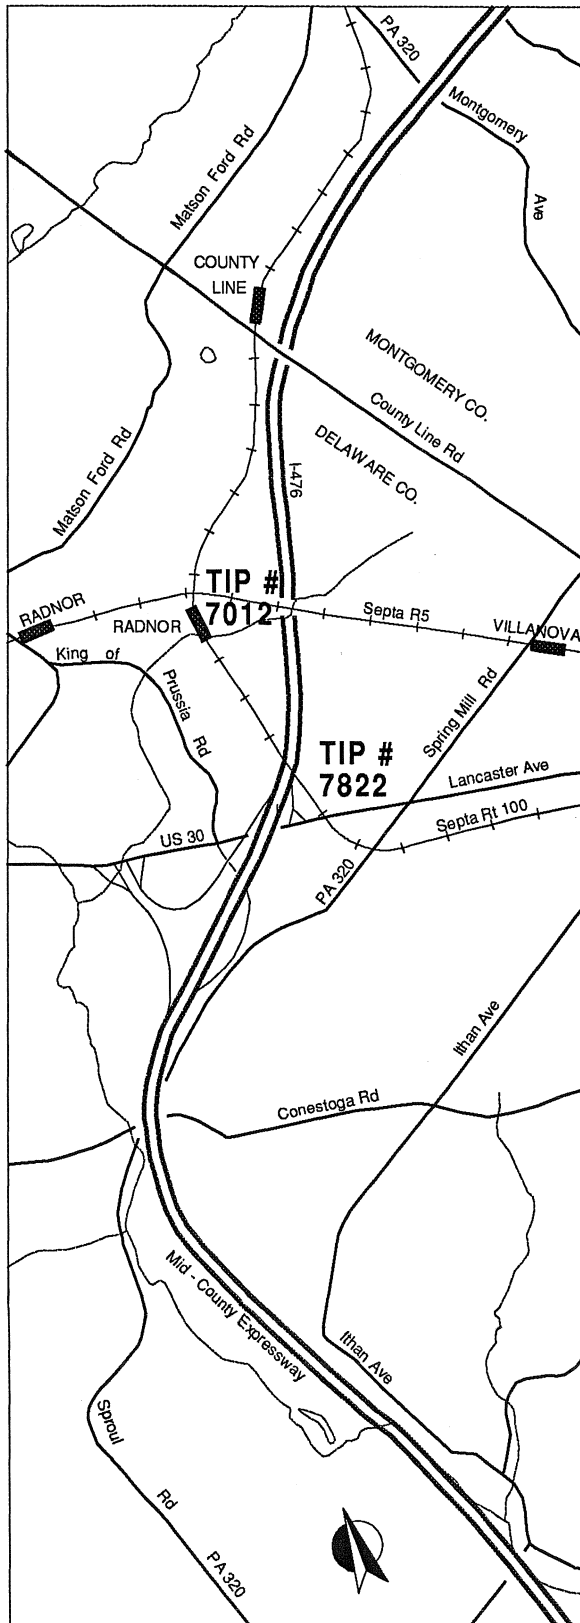 PA 320
Montgomery
Ave
Matson Ford Rd
COUNTY
LINE
MONTGOMERY CO.
County Line Rd
DELAWARE CO.
Matson Ford Rd
I-476
TIP #
7012
RADNOR
RADNOR
Septa R5
VILLANOVA
King of
Prussia Rd
Spring Mill Rd
TIP #
7822
Lancaster Ave
US 30
Septa Rt 100
PA 320
Ithan Ave
Conestoga Rd
Mid - County Expressway
Ithan Ave
Sproul
Rd
PA 320